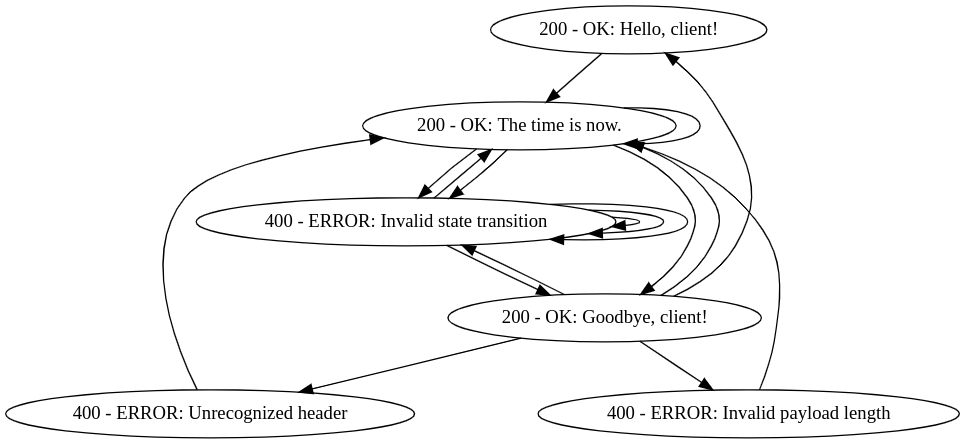 200 - OK: Hello, client!
200 - OK: The time is now.
400 - ERROR: Invalid state transition
200 - OK: Goodbye, client!
400 - ERROR: Unrecognized header
400 - ERROR: Invalid payload length